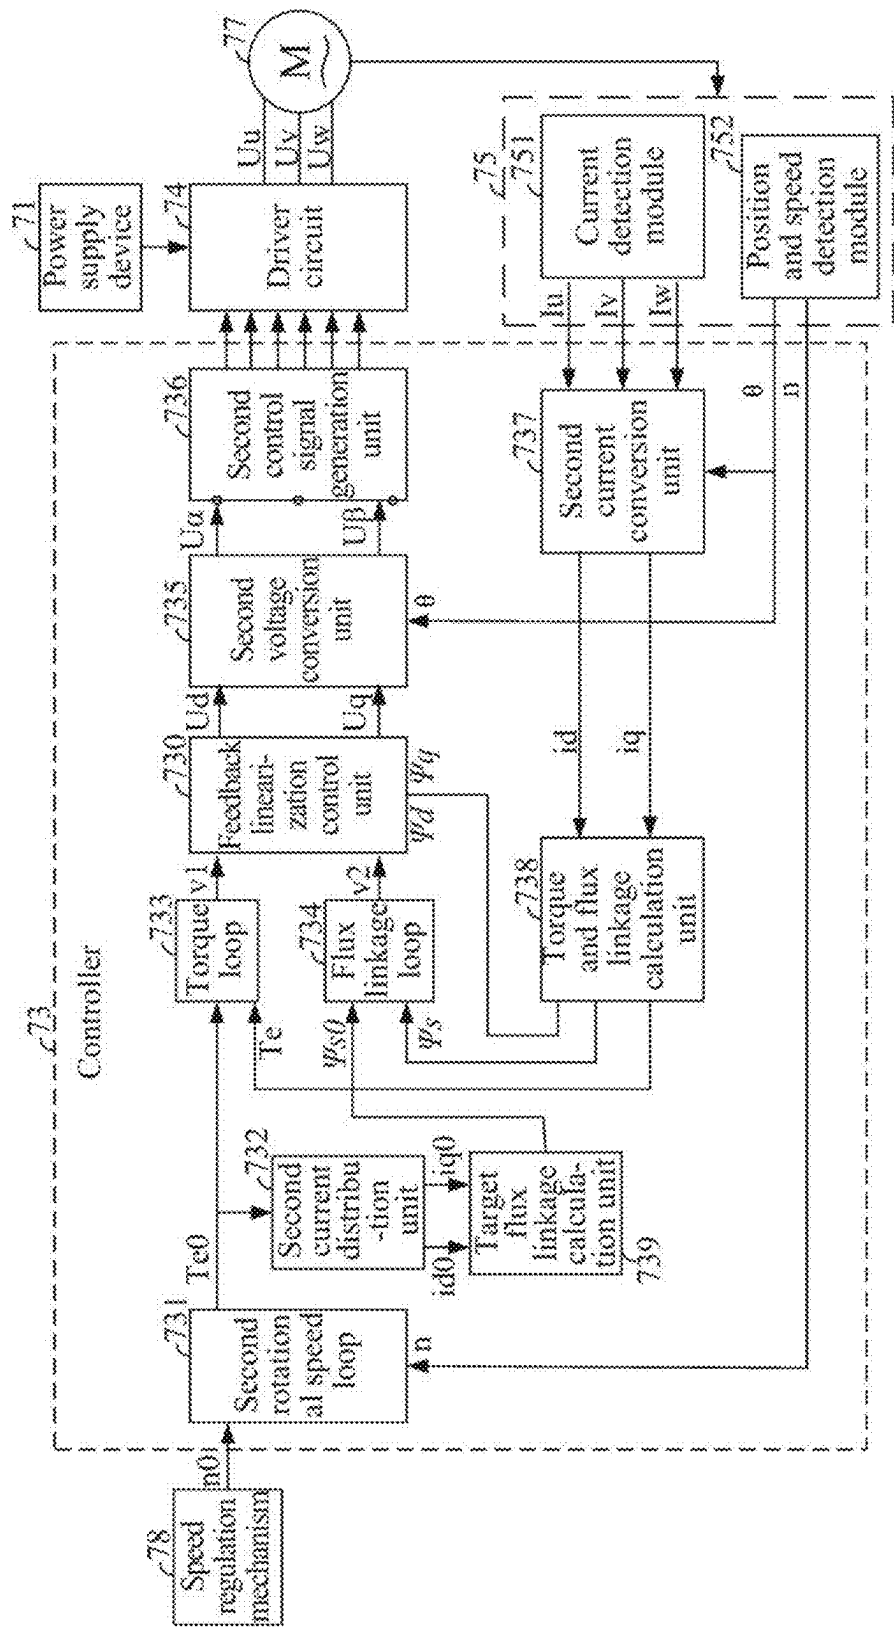 78
Speed
regulation
mechanism
n0
73
Controller
731
Second
rotation
al speed
loop
n
Te0
732
Second
current
distribu
-tion
unit
id0
iq0
Target
flux
linkage
calcula-
tion unit
739
Te
Ψs0
Ψs
733
Torque
loop
734
Flux
linkage
loop
v1
v2
730
Feedback
lineari-
zation
control
unit
Ψd
Ψq
Ud
Uq
735
Second
voltage
conversion
unit
θ
Uα
Uβ
736
Second
control
signal
generation
unit
738
Torque
and flux
linkage
calculation
unit
id
iq
737
Second
current
conversion
unit
θ
n
Iu
Iv
Iw
71
Power
supply
device
74
Driver
circuit
Uu
Uv
Uw
77
M
75
751
Current
detection
module
752
Position
and speed
detection
module